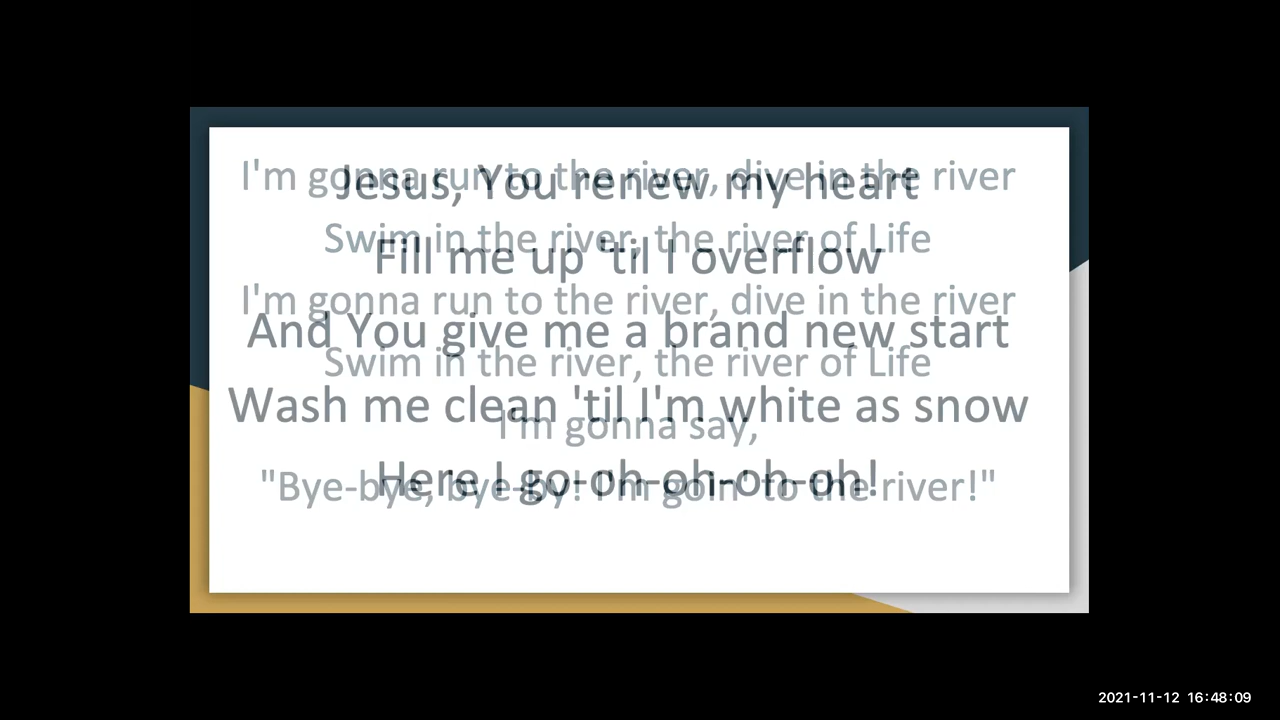 I'm gonna run to the river, dive in the river
Swim in the river, the river of Life
I'm gonna run to the river, dive in the river
Swim in the river, the river of Life
I'm gonna say,
"Bye-bye, bye-by! I'm goin' to the river!"
Jesus, You renew my heart
Fill me up 'til I overflow
And You give me a brand new start
Wash me clean 'til I'm white as snow
Here I go-oh-oh-oh-oh!
2021-11-12 16:48:09